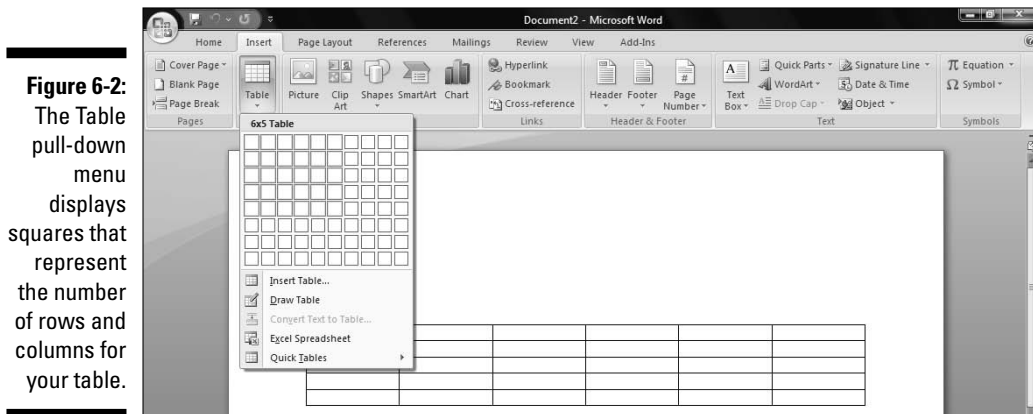 Figure 6-2:
The Table
pull-down
menu
displays
squares that
represent
the number
of rows and
columns for
your table.
Document2 - Microsoft Word
Home Insert Page Layout References Mailings Review View Add-Ins
Cover Page
Blank Page
Page Break
Pages
Table
Picture
Clip
Art
Shapes
SmartArt
Chart
Hyperlink
Bookmark
Cross-reference
Links
Header
Footer
Page
Number
Header & Footer
A
Text
Box
Quick Parts
WordArt
Drop Cap
Signature Line
Date & Time
Object
Text
π Equation
Ω Symbol
Symbols
6x5 Table
Insert Table...
Draw Table
Convert Text to Table...
Excel Spreadsheet
Quick Tables